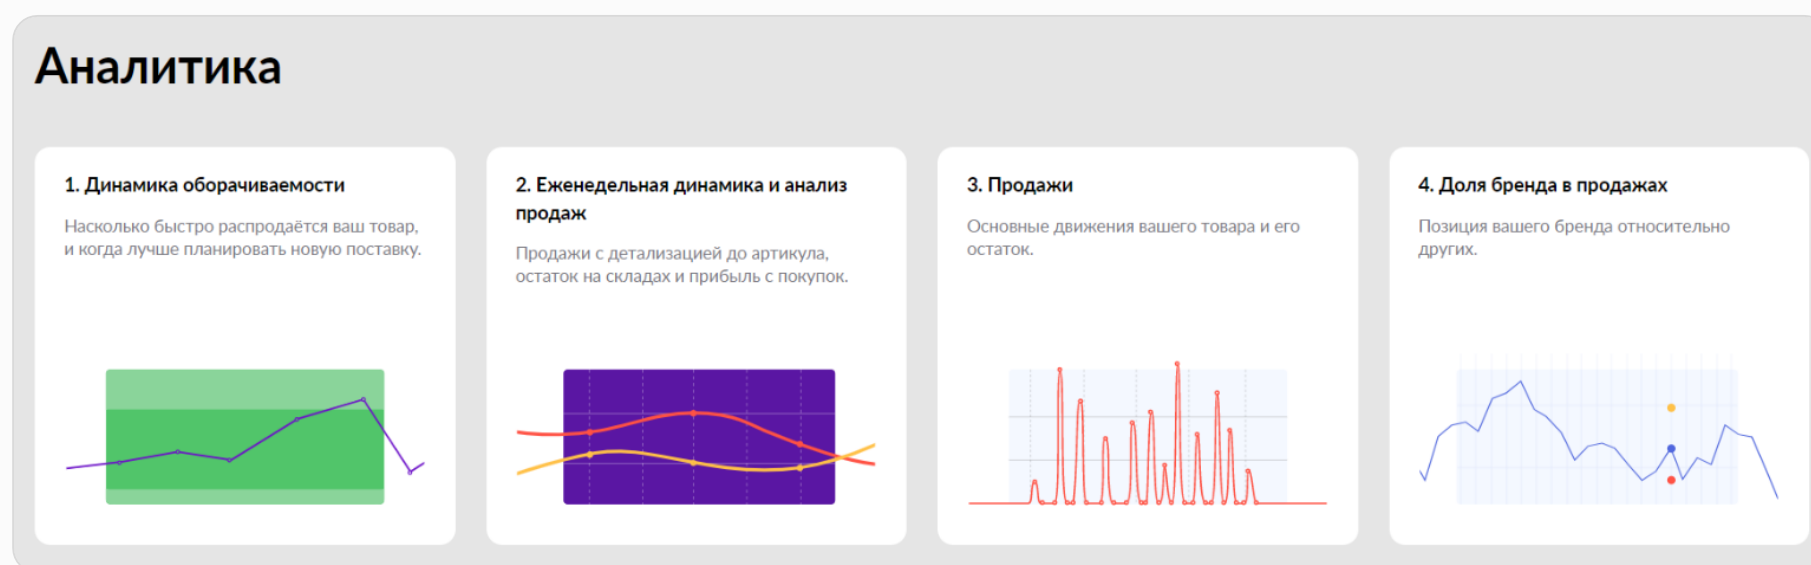 Аналитика
1. Динамика оборачиваемости
Насколько быстро распродаётся ваш товар,
и когда лучше планировать новую поставку.
2. Еженедельная динамика и анализ
продаж
Продажи с детализацией до артикула,
остаток на складах и прибыль с покупок.
3. Продажи
Основные движения вашего товара и его
остаток.
4. Доля бренда в продажах
Позиция вашего бренда относительно
других.